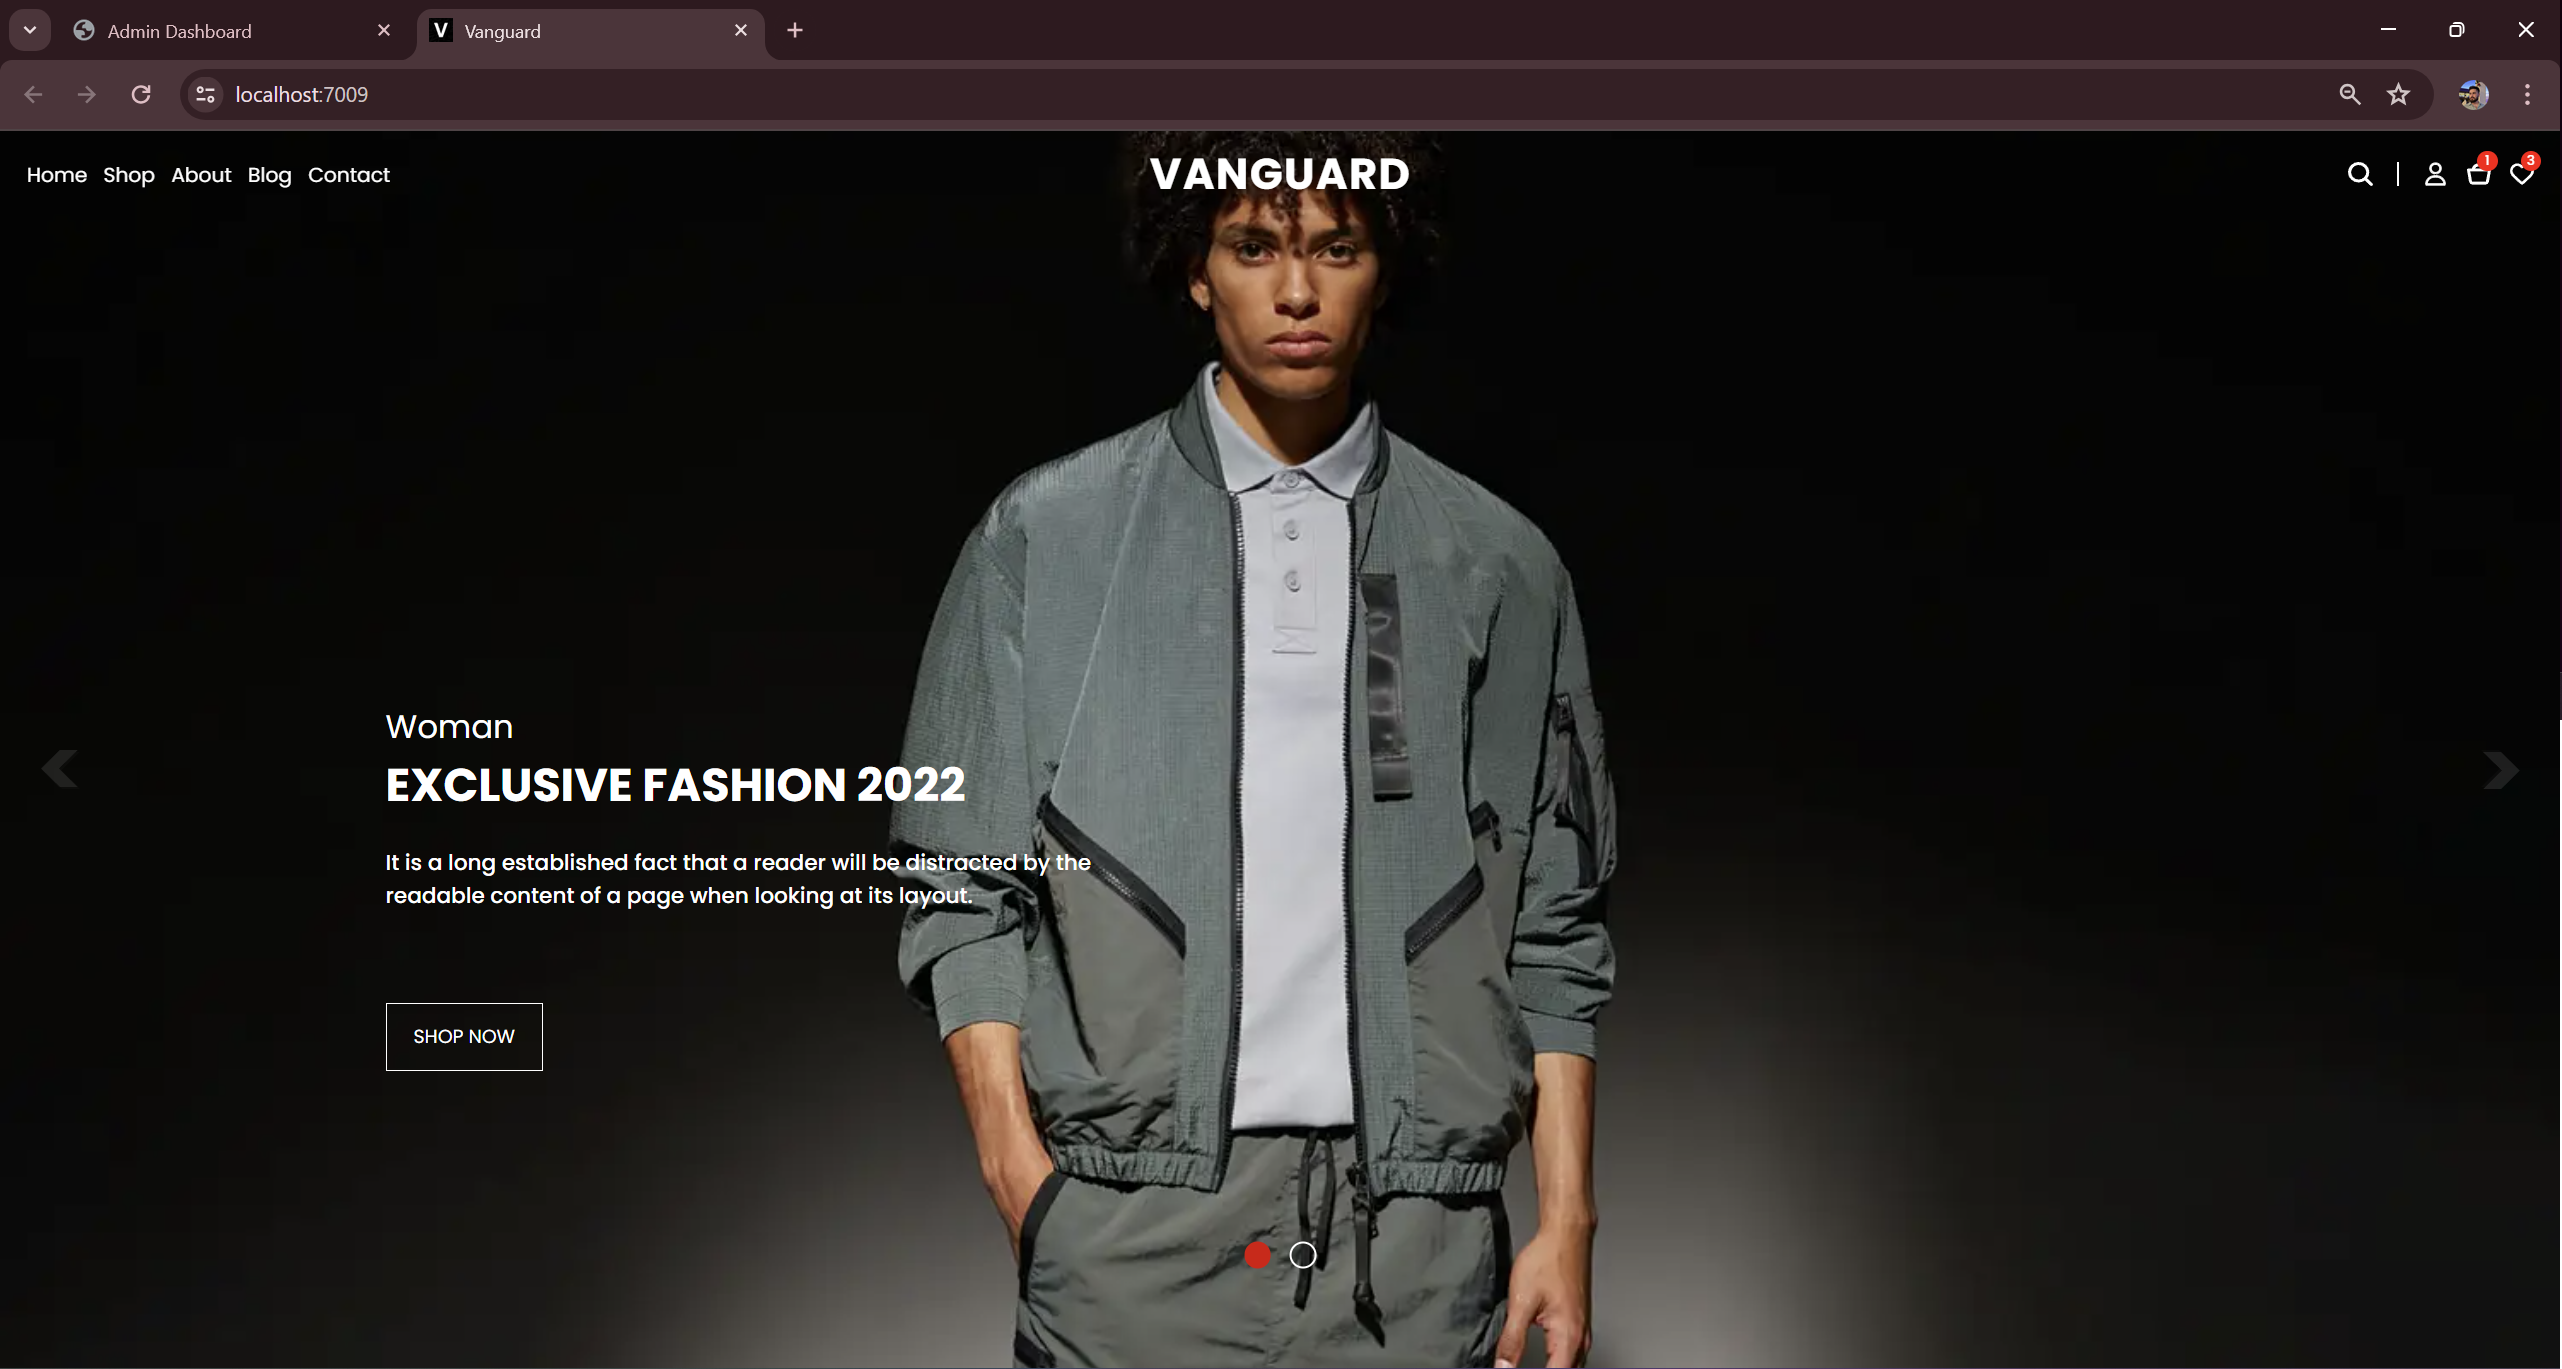 Admin Dashboard
V Vanguard
localhost:7009
Home Shop About Blog Contact
VANGUARD
1
3
Woman
EXCLUSIVE FASHION 2022
It is a long established fact that a reader will be distracted by the
readable content of a page when looking at its layout.
SHOP NOW